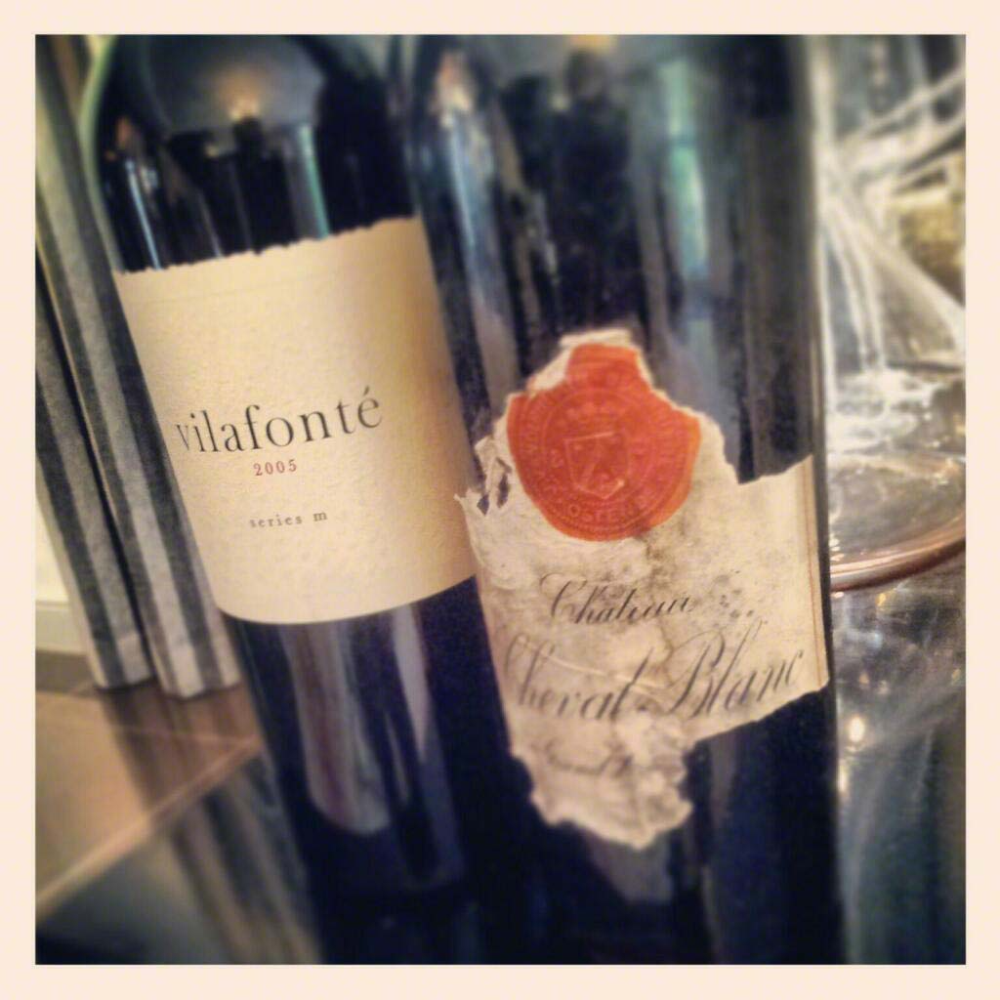 vilafonté
2005
series m
Château
Cheval Blanc